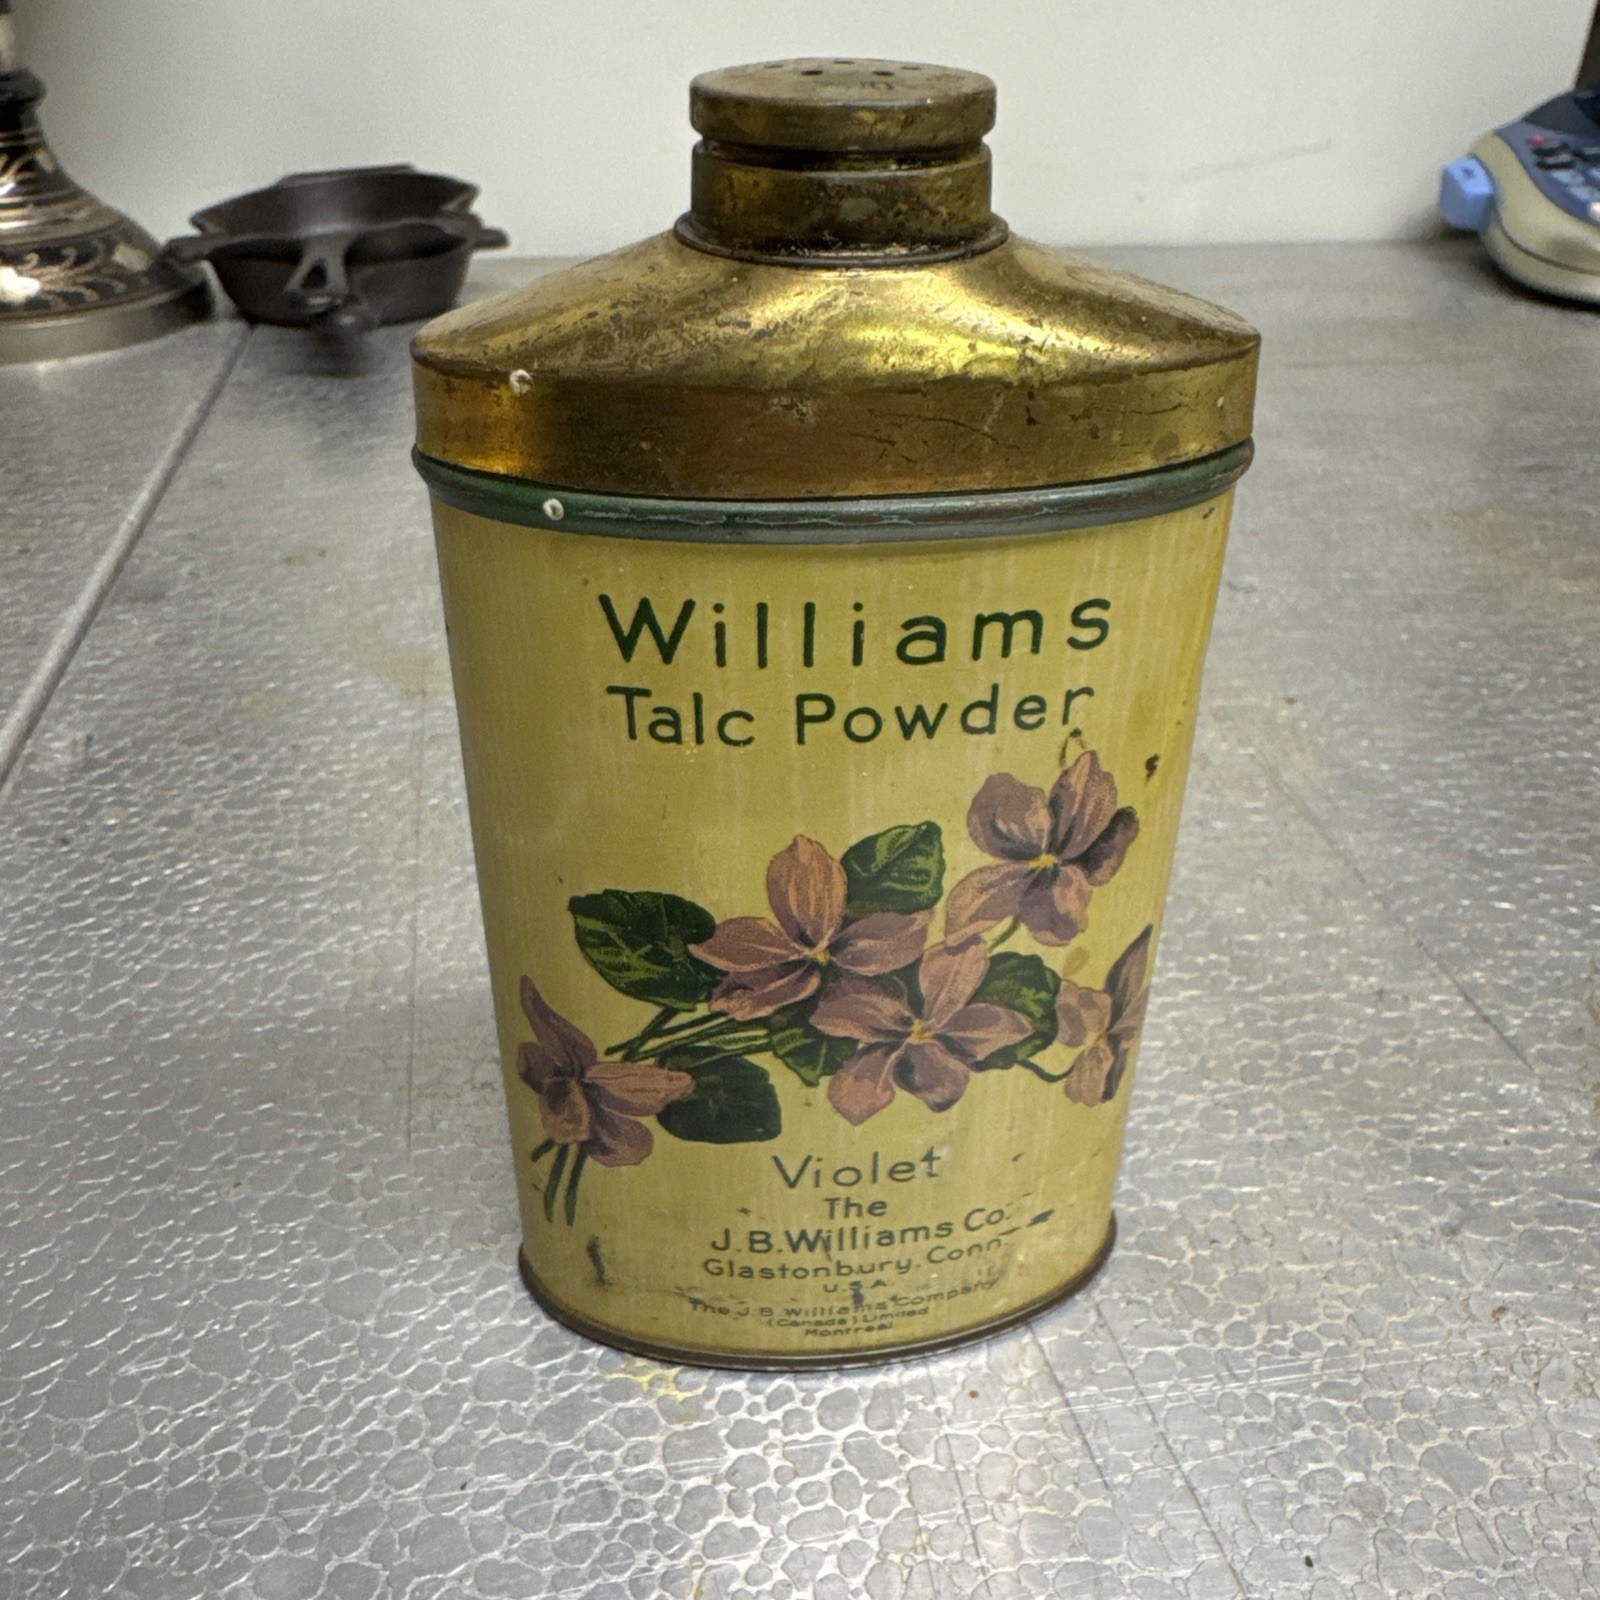 Williams
Talc Powder
Violet
The
J.B.Williams Co.
Glastonbury, Conn.
U.S.A.
The J.B. Williams Company
(Canada) Limited
Montreal